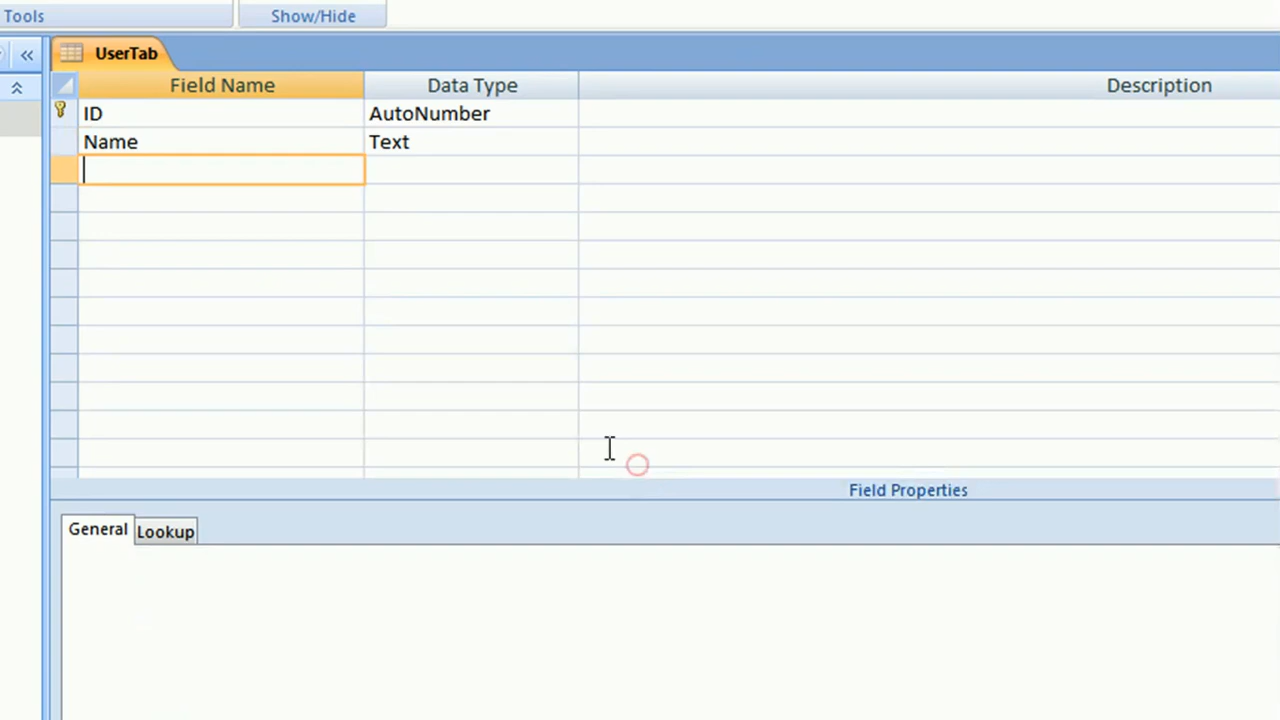 Tools Show/Hide
UserTab
Field Name Data Type Description
ID AutoNumber
Name Text
Field Properties
General Lookup